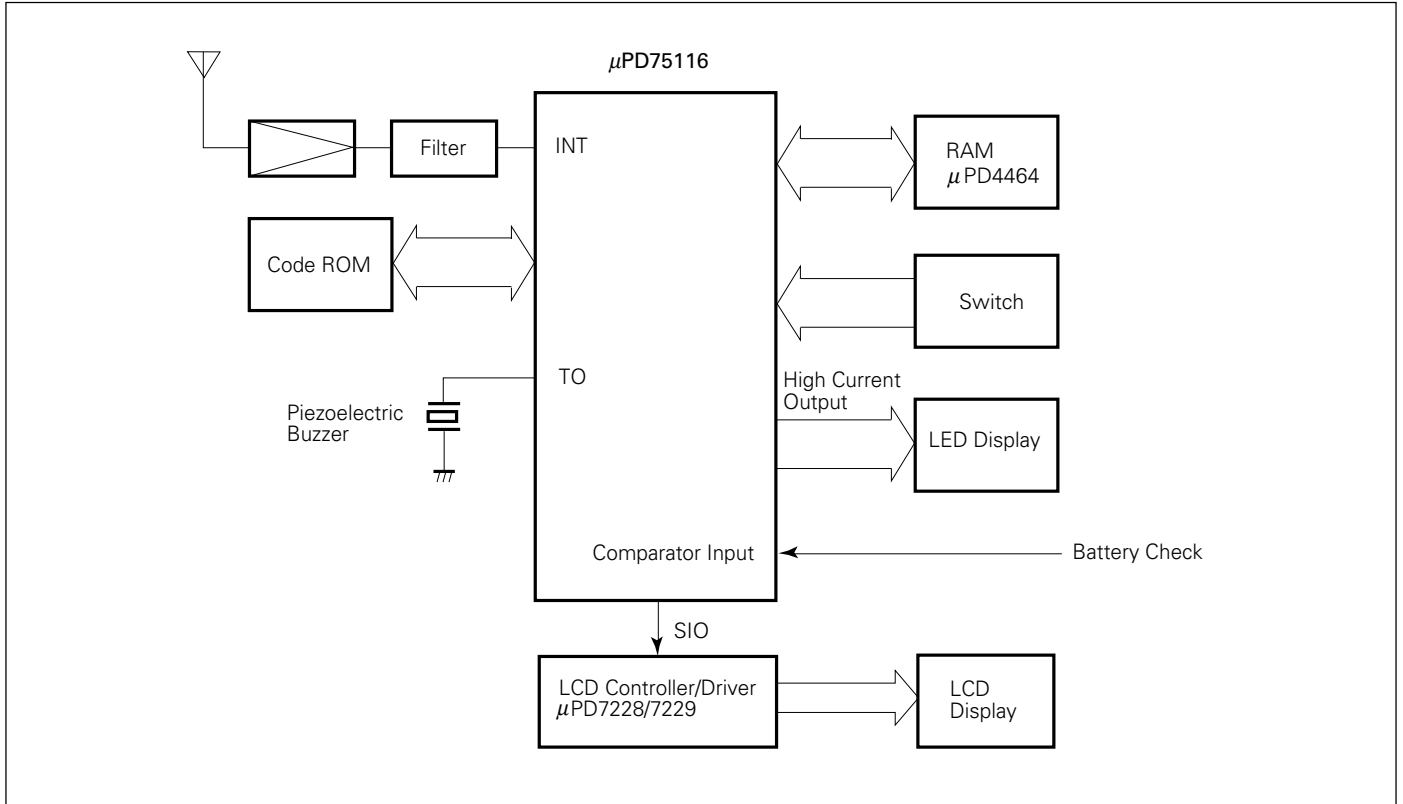 μPD75116
Filter
INT
RAM
μPD4464
Code ROM
Switch
TO
High Current
Output
Piezoelectric
Buzzer
LED Display
Comparator Input
Battery Check
SIO
LCD Controller/Driver
μPD7228/7229
LCD
Display